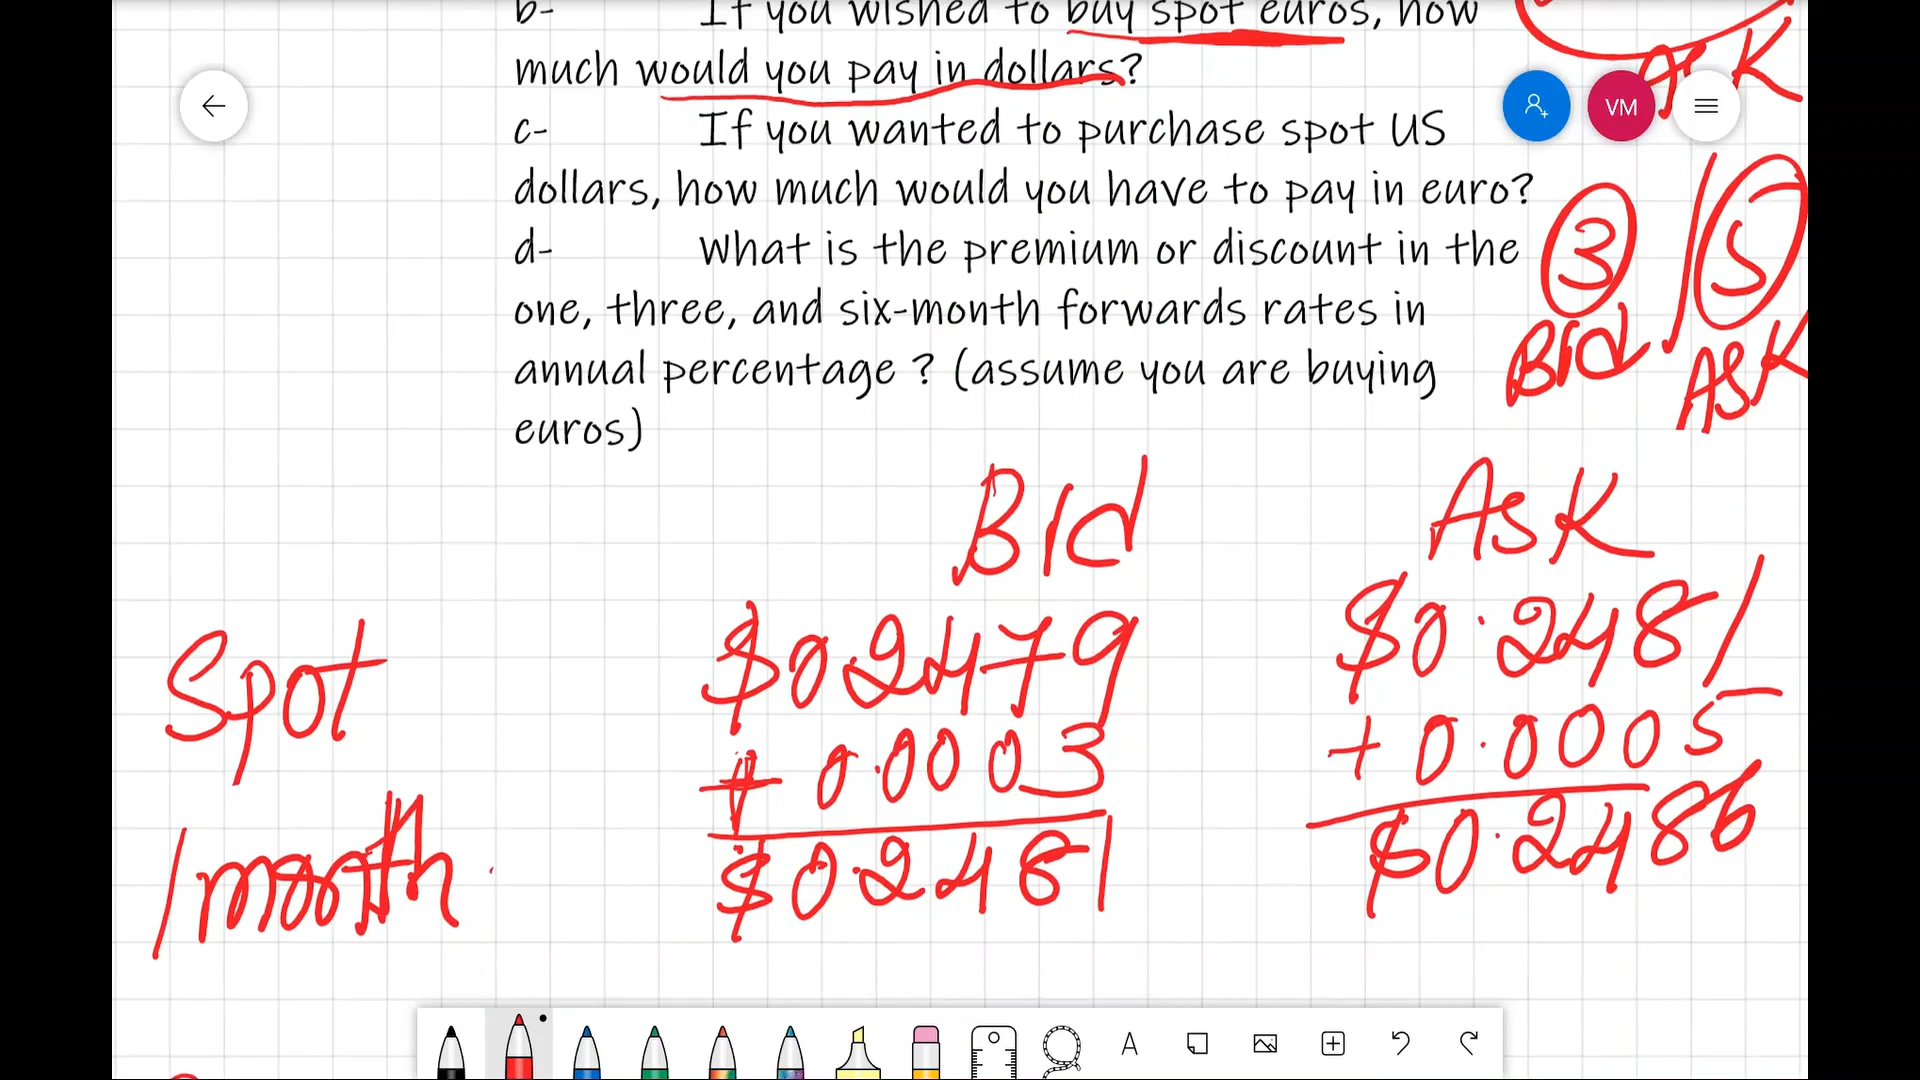 b- If you wished to buy spot euros, how
much would you pay in dollars?
c- If you wanted to purchase spot US
dollars, how much would you have to pay in euro?
d- What is the premium or discount in the
one, three, and six-month forwards rates in
annual percentage ? (assume you are buying
euros)
ASK
VM
3 / 5
Bid ASK
Bid ASK
Spot $0.2479 $0.2481
+ 0.0003 + 0.0005
1 month $0.2481 $0.2486
A